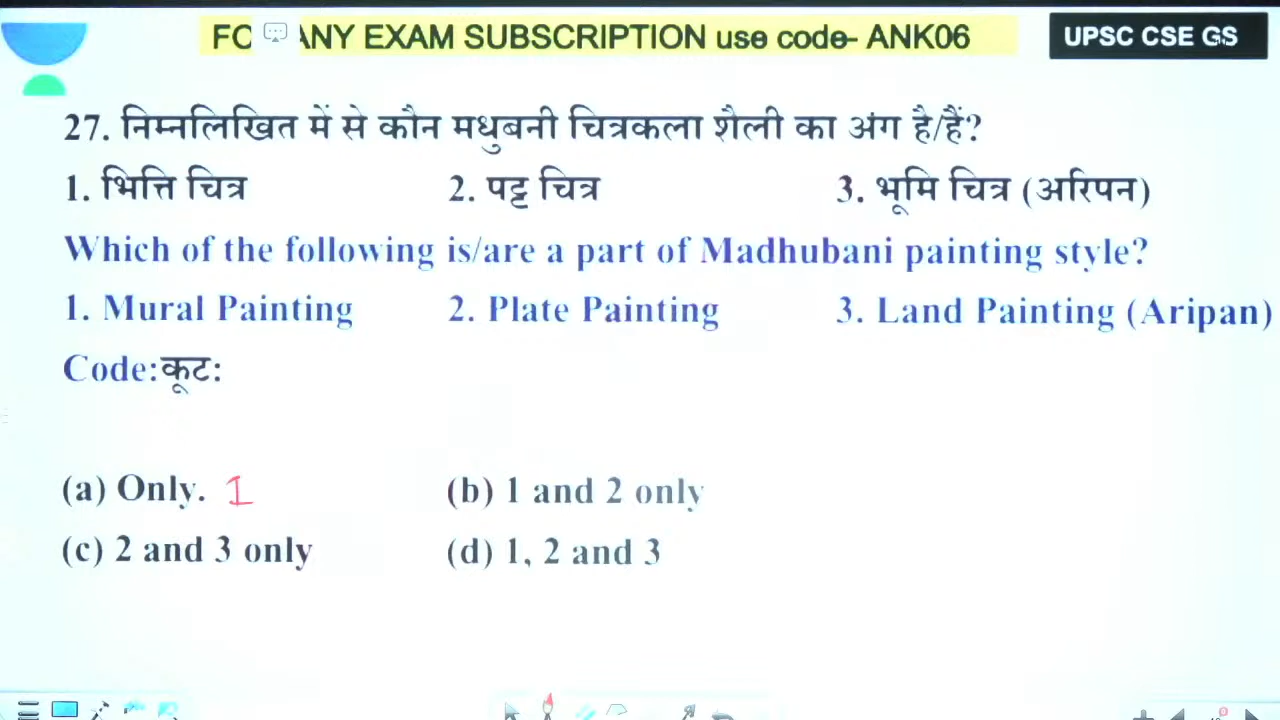 FO ANY EXAM SUBSCRIPTION use code- ANK06
UPSC CSE GS
27. निम्नलिखित में से कौन मधुबनी चित्रकला शैली का अंग है/हैं?
1. भित्ति चित्र 2. पट्ट चित्र 3. भूमि चित्र (अरिपन)
Which of the following is/are a part of Madhubani painting style?
1. Mural Painting 2. Plate Painting 3. Land Painting (Aripan)
Code:कूट:
(a) Only. 1 (b) 1 and 2 only
(c) 2 and 3 only (d) 1, 2 and 3